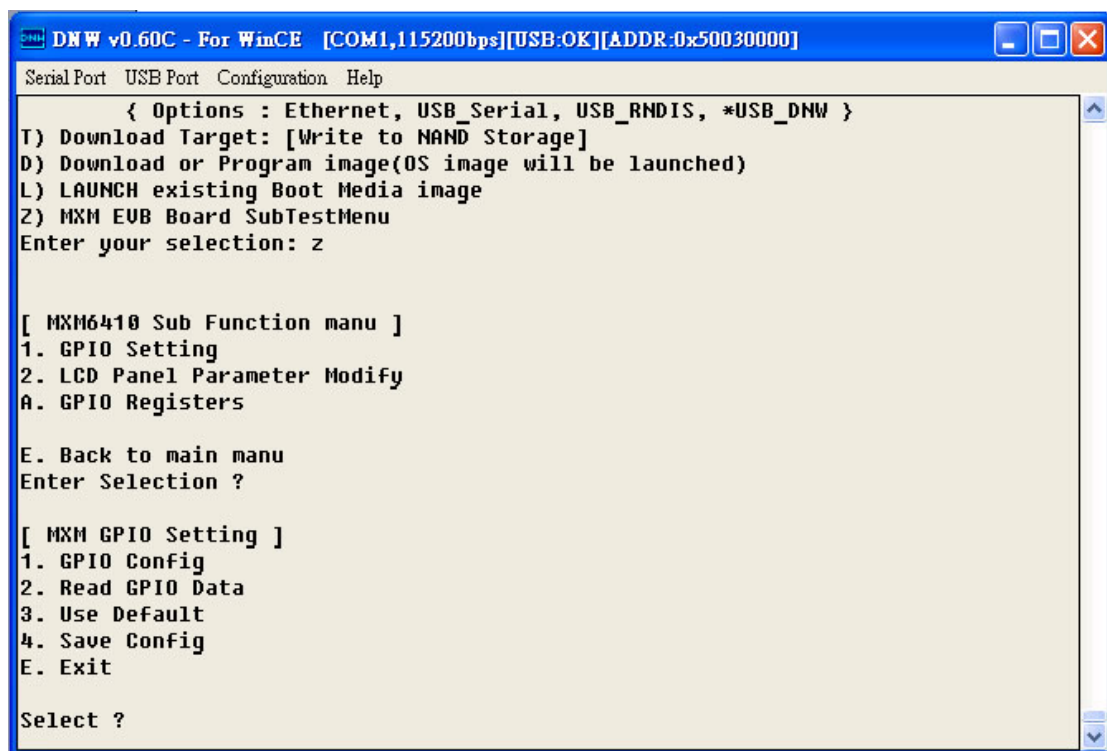 DNW v0.60C - For WinCE [COM1,115200bps][USB:OK][ADDR:0x50030000]
Serial Port USB Port Configuration Help
{ Options : Ethernet, USB_Serial, USB_RNDIS, *USB_DNW }
T) Download Target: [Write to NAND Storage]
D) Download or Program image(OS image will be launched)
L) LAUNCH existing Boot Media image
Z) MXM EVB Board SubTestMenu
Enter your selection: z
[ MXM6410 Sub Function manu ]
1. GPIO Setting
2. LCD Panel Parameter Modify
A. GPIO Registers
E. Back to main manu
Enter Selection ?
[ MXM GPIO Setting ]
1. GPIO Config
2. Read GPIO Data
3. Use Default
4. Save Config
E. Exit
Select ?